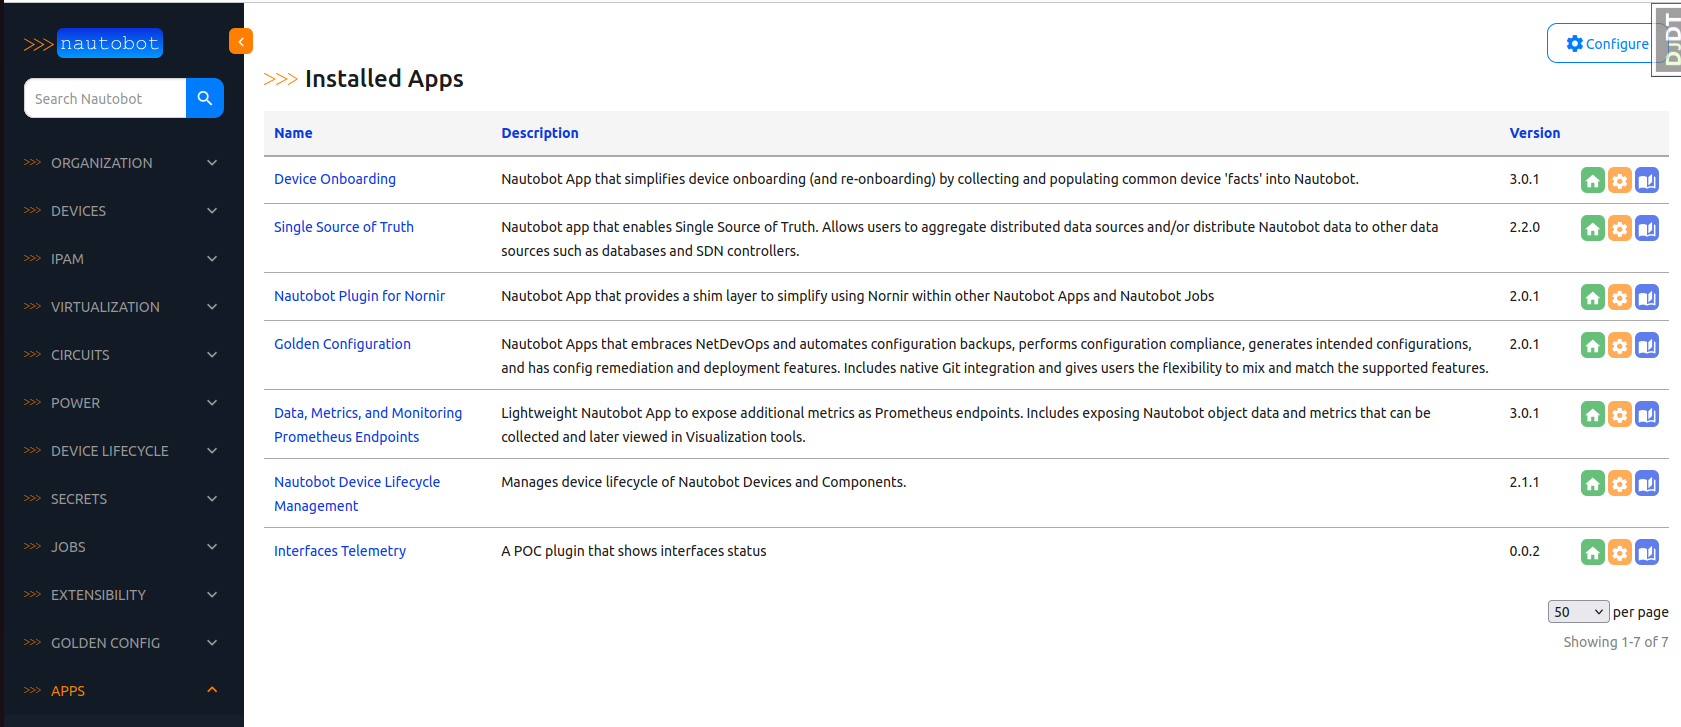 >>> nautobot
Search Nautobot
>>> ORGANIZATION
>>> DEVICES
>>> IPAM
>>> VIRTUALIZATION
>>> CIRCUITS
>>> POWER
>>> DEVICE LIFECYCLE
>>> SECRETS
>>> JOBS
>>> EXTENSIBILITY
>>> GOLDEN CONFIG
>>> APPS
Configure
DjDT
>>> Installed Apps
Name Description Version
Device Onboarding Nautobot App that simplifies device onboarding (and re-onboarding) by collecting and populating common device 'facts' into Nautobot. 3.0.1
Single Source of Truth Nautobot app that enables Single Source of Truth. Allows users to aggregate distributed data sources and/or distribute Nautobot data to other data 2.2.0
sources such as databases and SDN controllers.
Nautobot Plugin for Nornir Nautobot App that provides a shim layer to simplify using Nornir within other Nautobot Apps and Nautobot Jobs 2.0.1
Golden Configuration Nautobot Apps that embraces NetDevOps and automates configuration backups, performs configuration compliance, generates intended configurations, 2.0.1
and has config remediation and deployment features. Includes native Git integration and gives users the flexibility to mix and match the supported features.
Data, Metrics, and Monitoring Lightweight Nautobot App to expose additional metrics as Prometheus endpoints. Includes exposing Nautobot object data and metrics that can be 3.0.1
Prometheus Endpoints collected and later viewed in Visualization tools.
Nautobot Device Lifecycle Manages device lifecycle of Nautobot Devices and Components. 2.1.1
Management
Interfaces Telemetry A POC plugin that shows interfaces status 0.0.2
50 per page
Showing 1-7 of 7